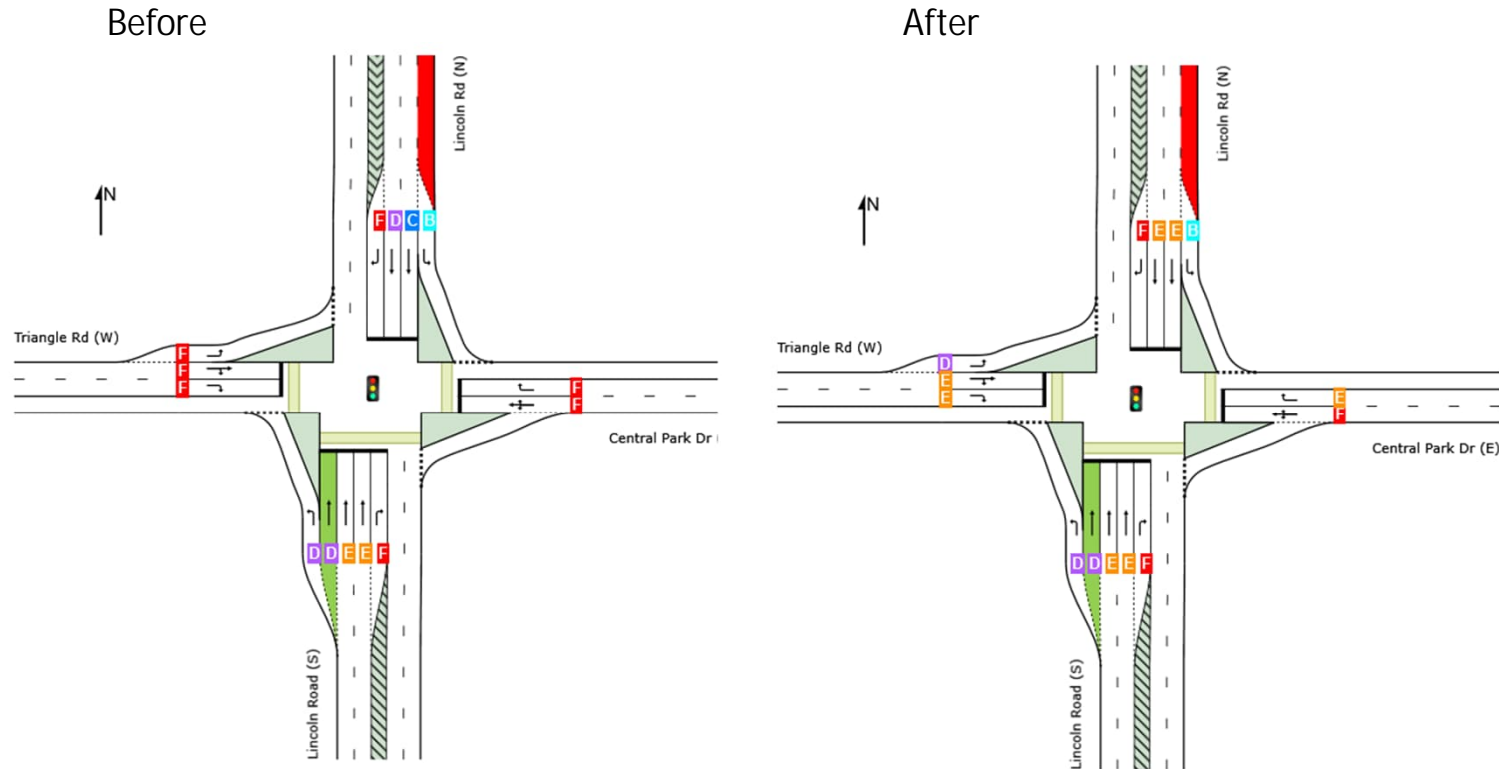 Before
Lincoln Rd (N)
N
F D C B
Triangle Rd (W)
F
F
F
F
F
Central Park Dr (
D D E E F
Lincoln Road (S)
After
Lincoln Rd (N)
N
F E E B
Triangle Rd (W)
D
E
E
E
F
Central Park Dr (E)
D D E E F
Lincoln Road (S)